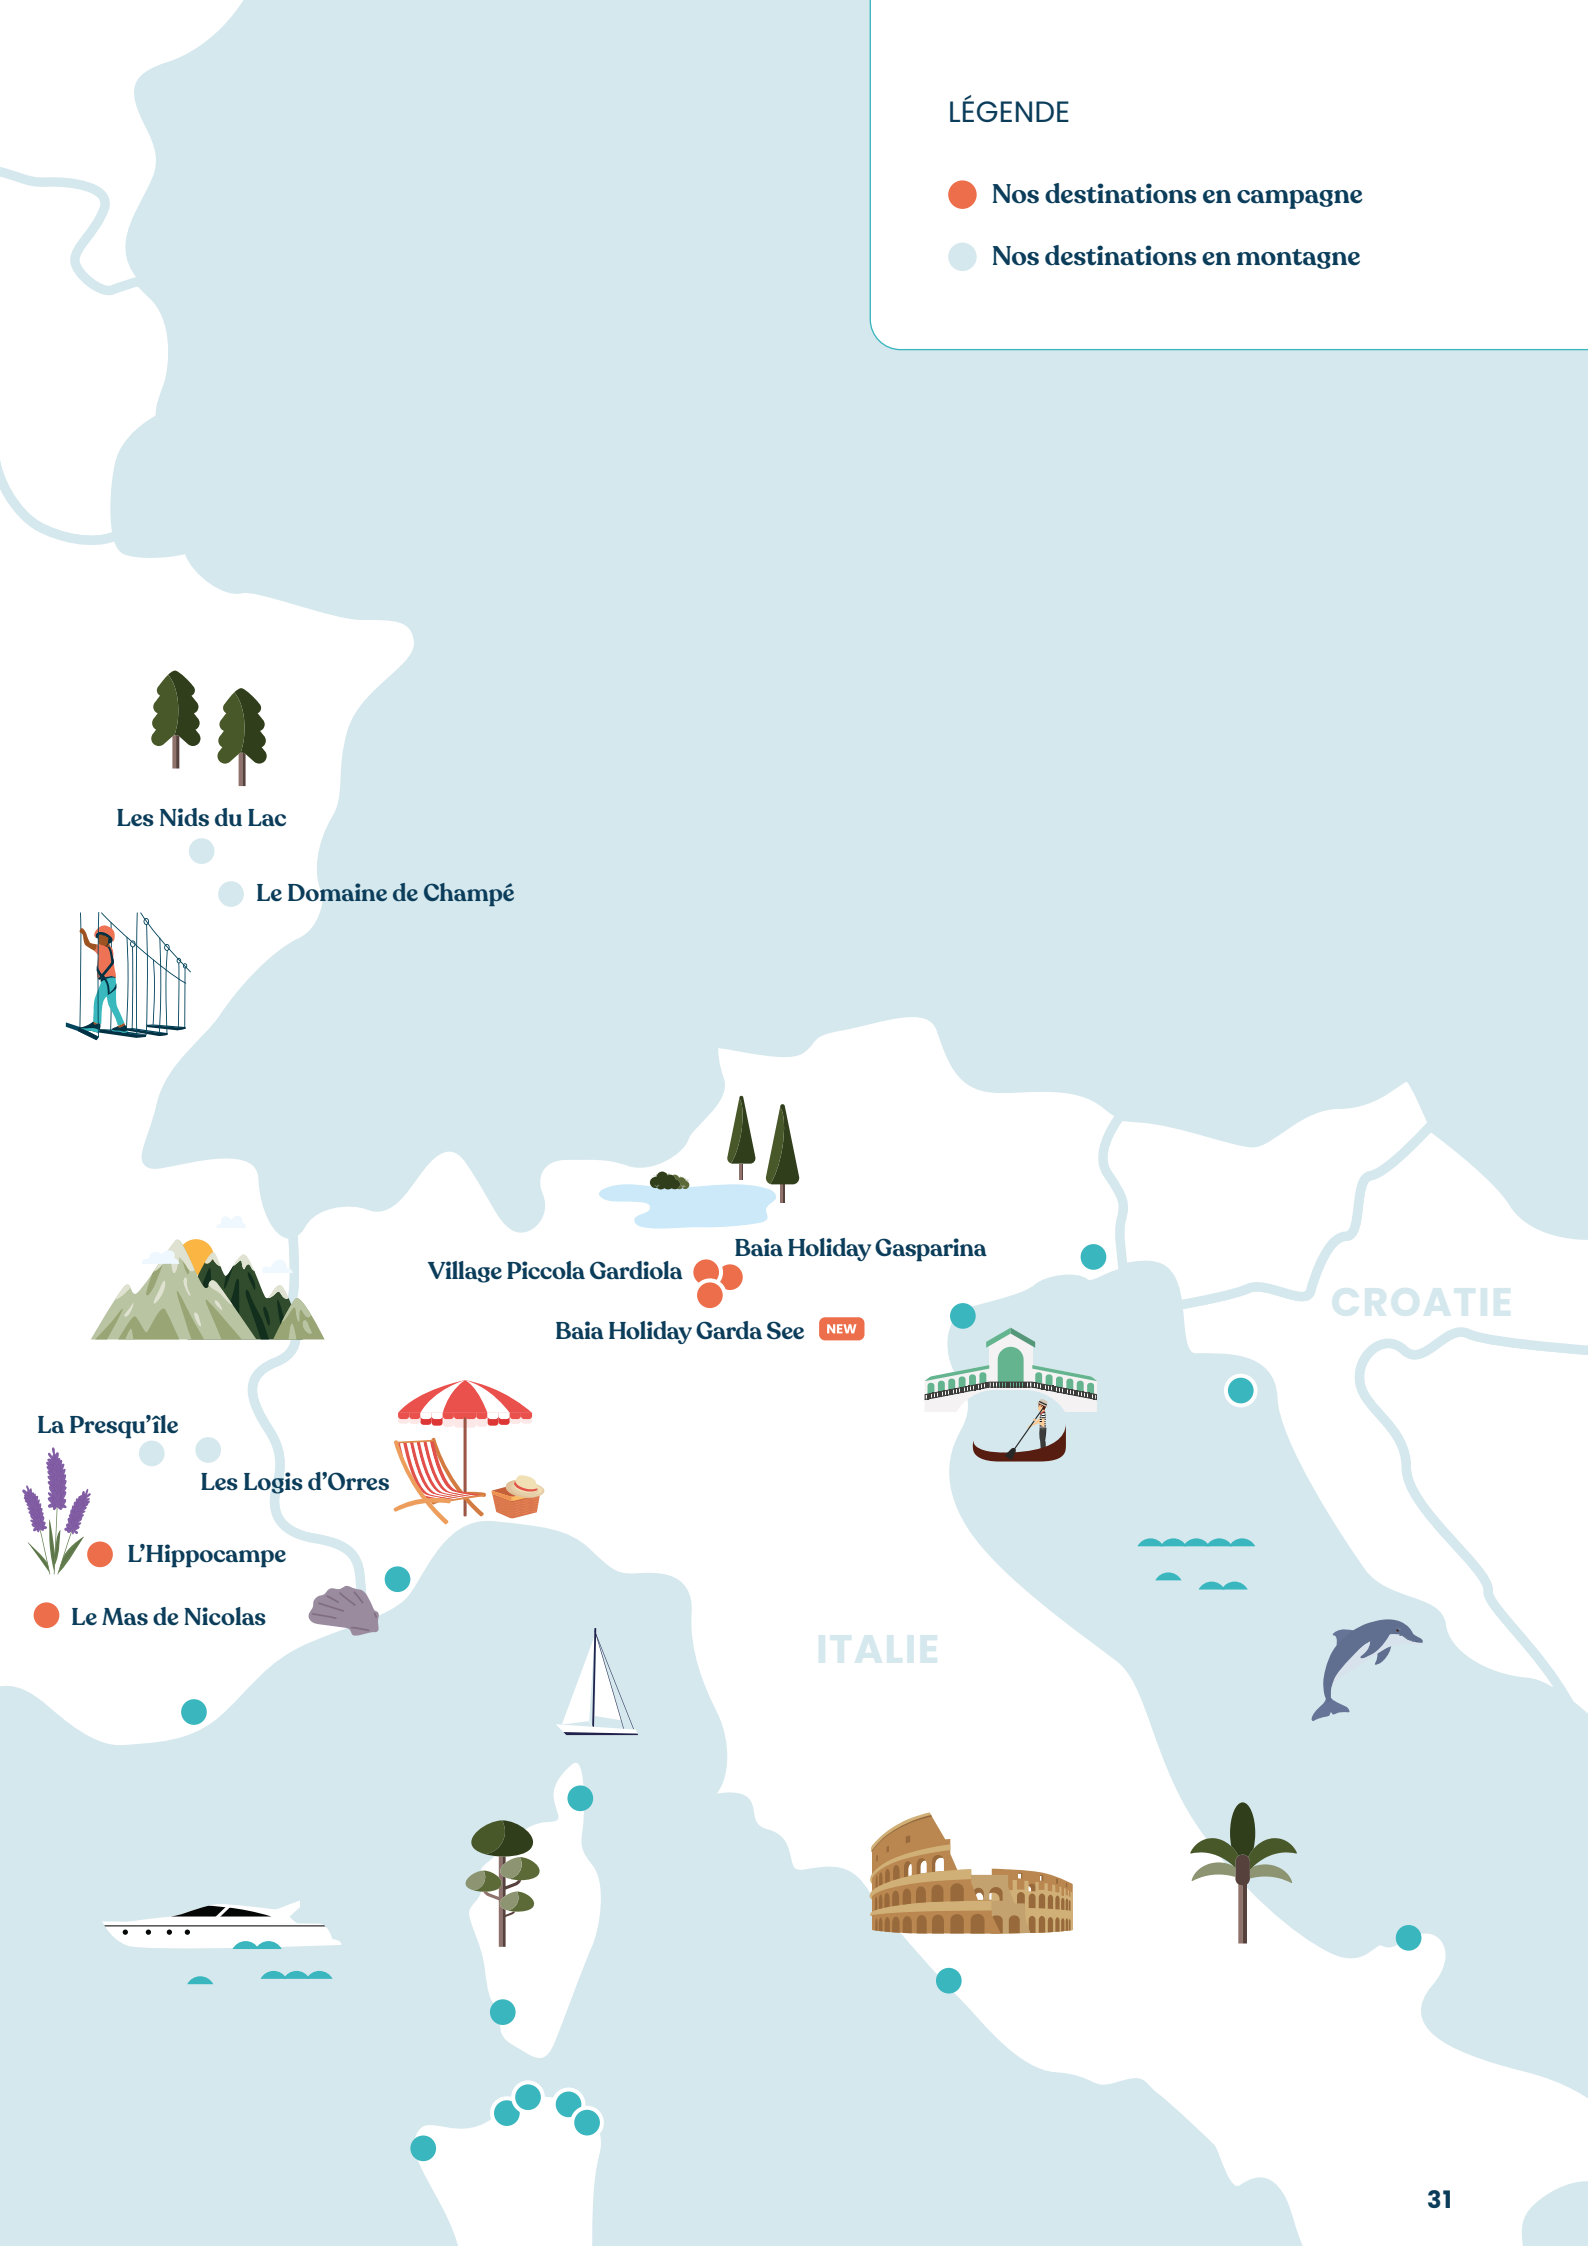 LÉGENDE
Nos destinations en campagne
Nos destinations en montagne
Les Nids du Lac
Le Domaine de Champé
Baia Holiday Gasparina
Village Piccola Gardiola
CROATIE
Baia Holiday Garda See NEW
La Presqu’île
Les Logis d’Orres
L’Hippocampe
Le Mas de Nicolas
ITALIE
31